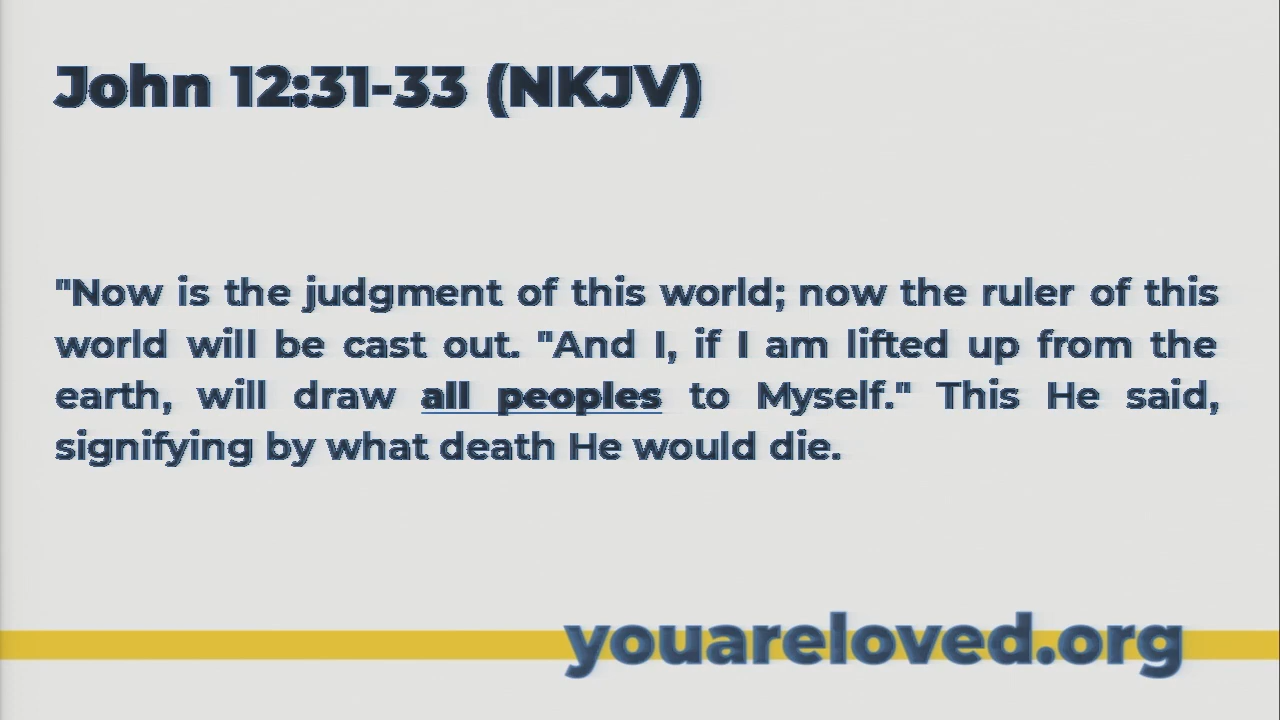 John 12:31-33 (NKJV)
"Now is the judgment of this world; now the ruler of this
world will be cast out. "And I, if I am lifted up from the
earth, will draw all peoples to Myself." This He said,
signifying by what death He would die.
youareloved.org